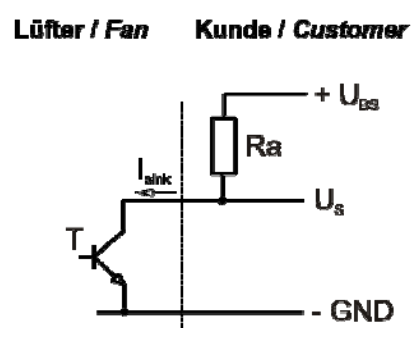 Lüfter / Fan Kunde / Customer
+ U_BS
Ra
I_sink
U_s
T
- GND